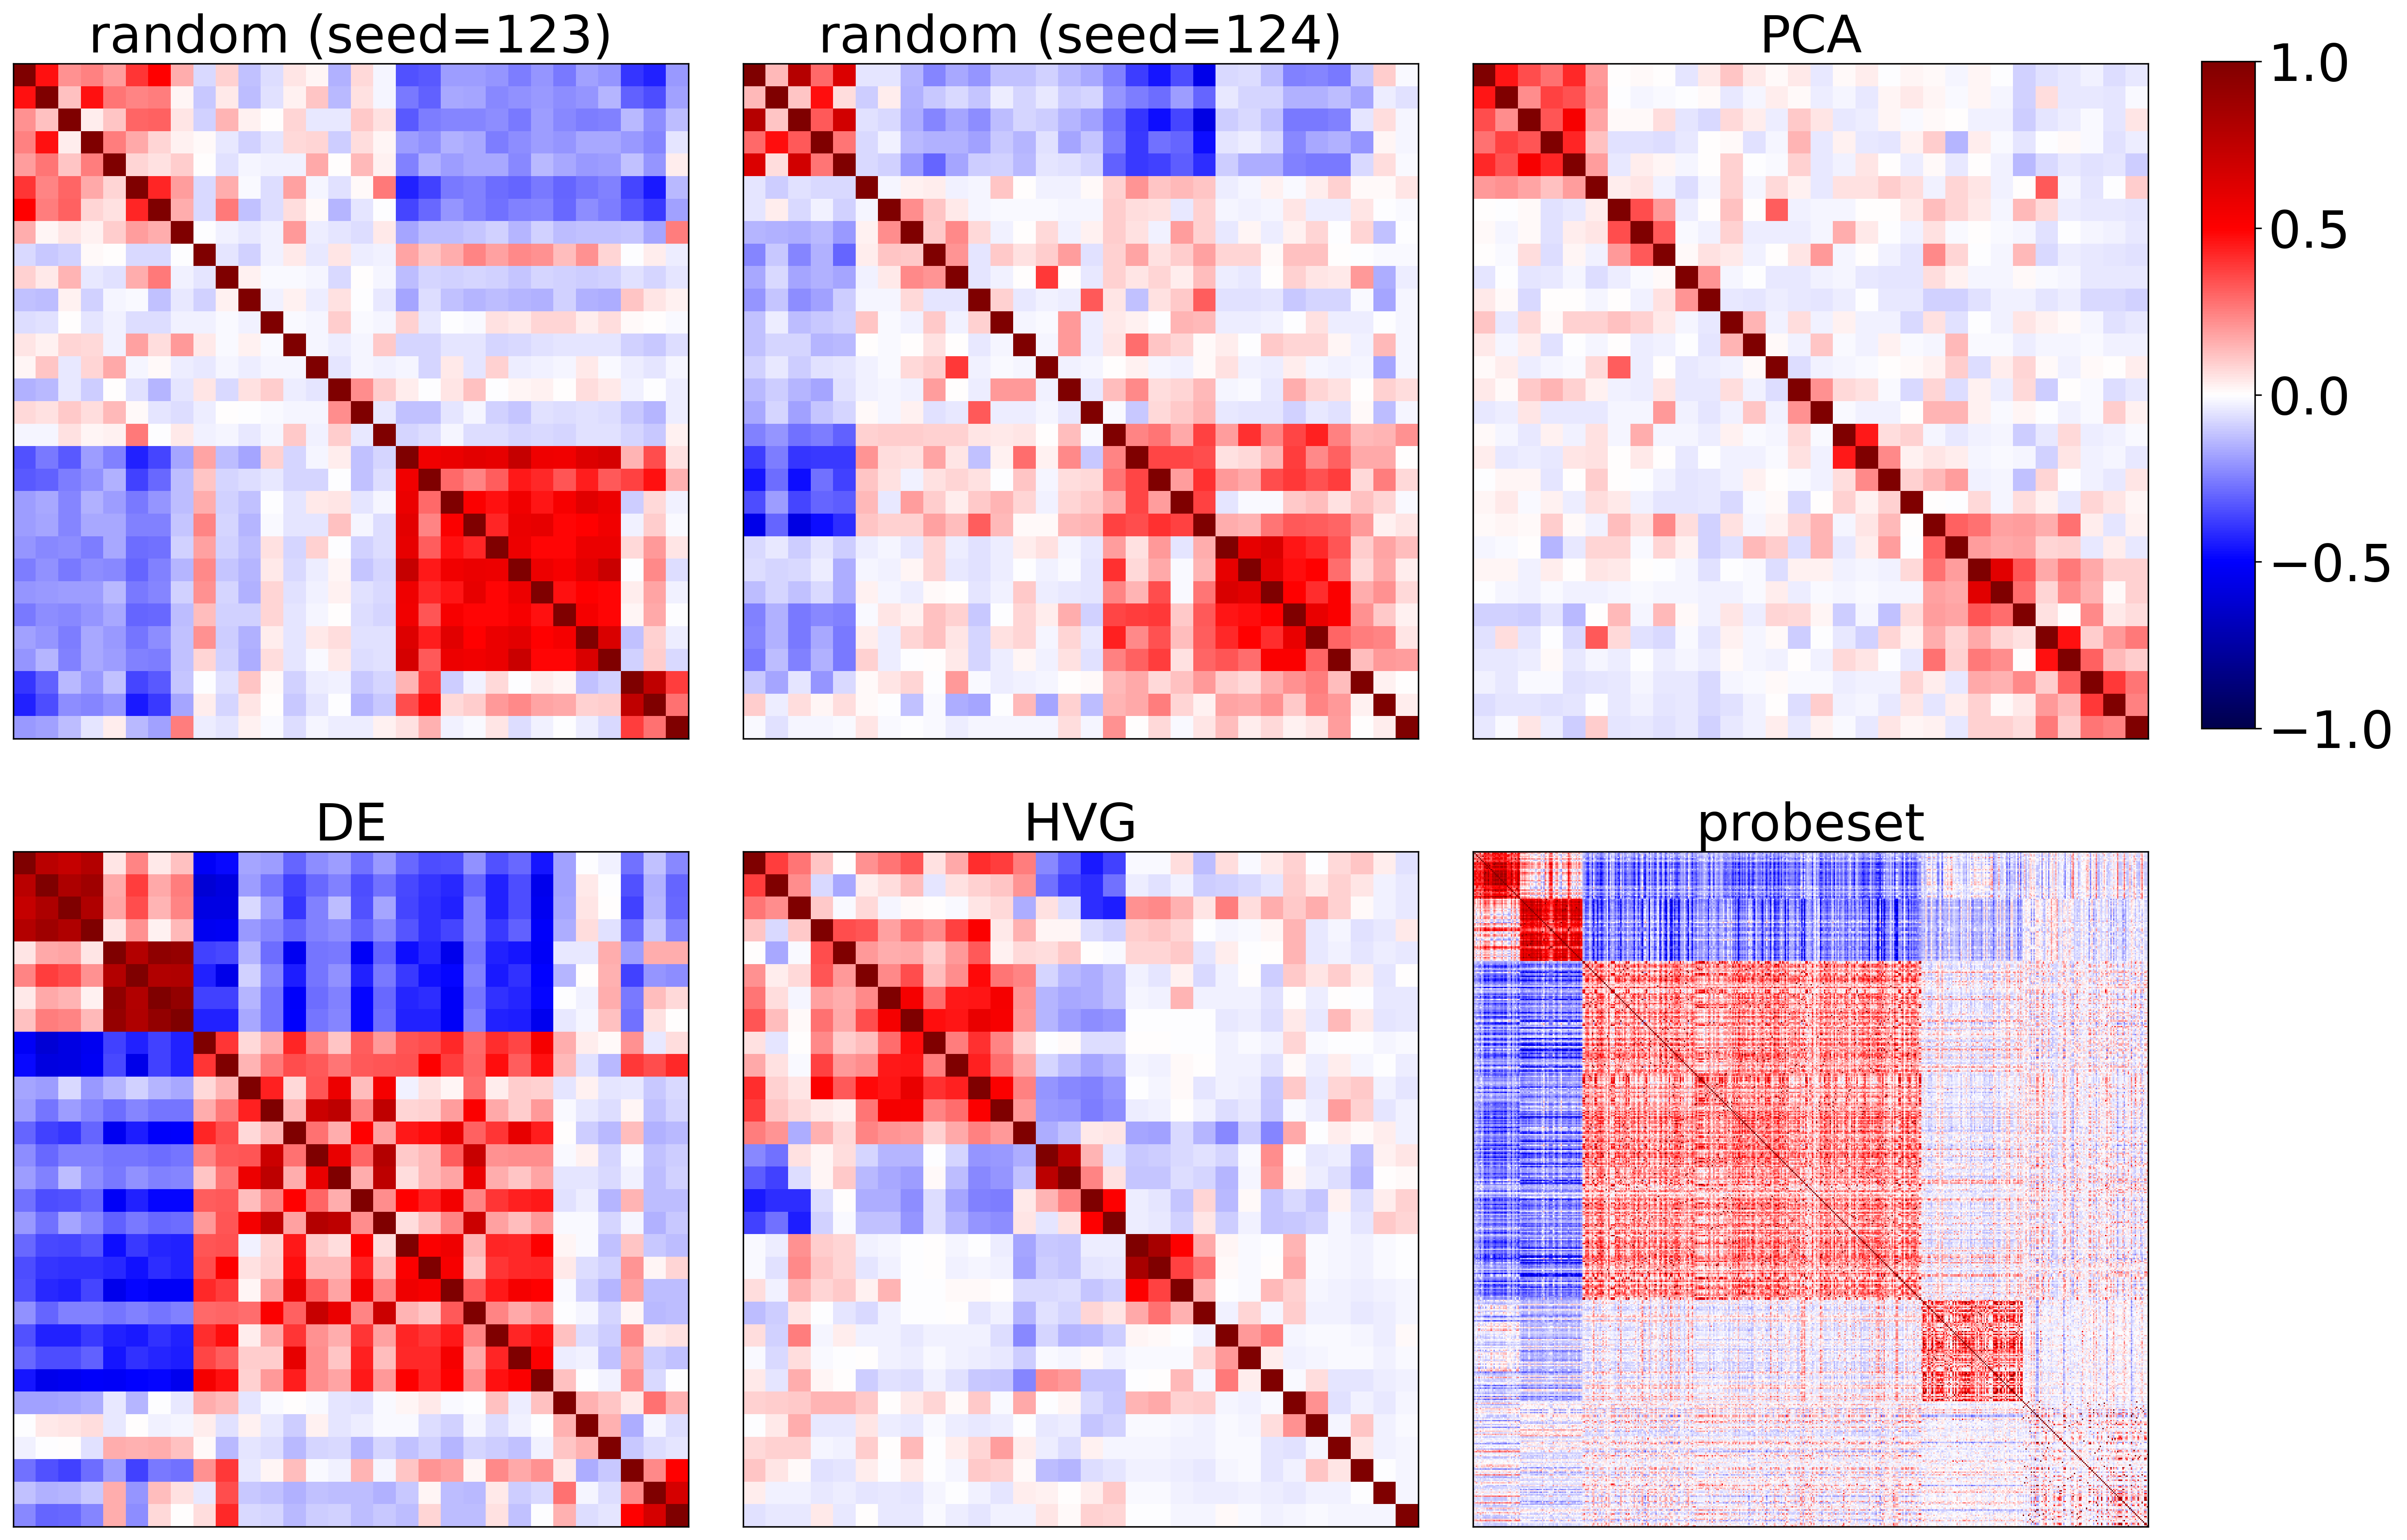 random (seed=123)
random (seed=124)
PCA
1.0
0.5
0.0
−0.5
−1.0
DE
HVG
probeset